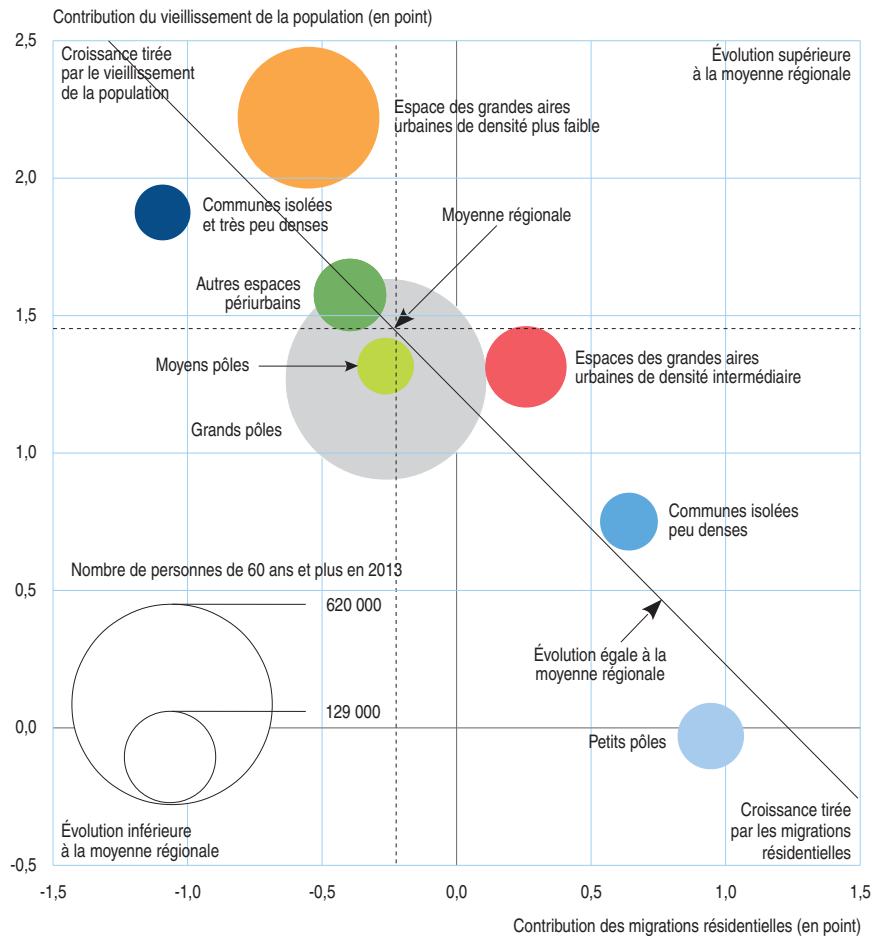 Contribution du vieillissement de la population (en point)
2,5
Croissance tirée
par le vieillissement
de la population
Évolution supérieure
à la moyenne régionale
Espace des grandes aires
urbaines de densité plus faible
2,0
Communes isolées
et très peu denses
Moyenne régionale
Autres espaces
périurbains
1,5
Moyens pôles
Espaces des grandes aires
urbaines de densité intermédiaire
Grands pôles
1,0
Communes isolées
peu denses
Nombre de personnes de 60 ans et plus en 2013
0,5
620 000
Évolution égale à la
moyenne régionale
129 000
0,0
Petits pôles
Évolution inférieure
à la moyenne régionale
Croissance tirée
par les migrations
résidentielles
-0,5
-1,5
-1,0
-0,5
0,0
0,5
1,0
1,5
Contribution des migrations résidentielles (en point)